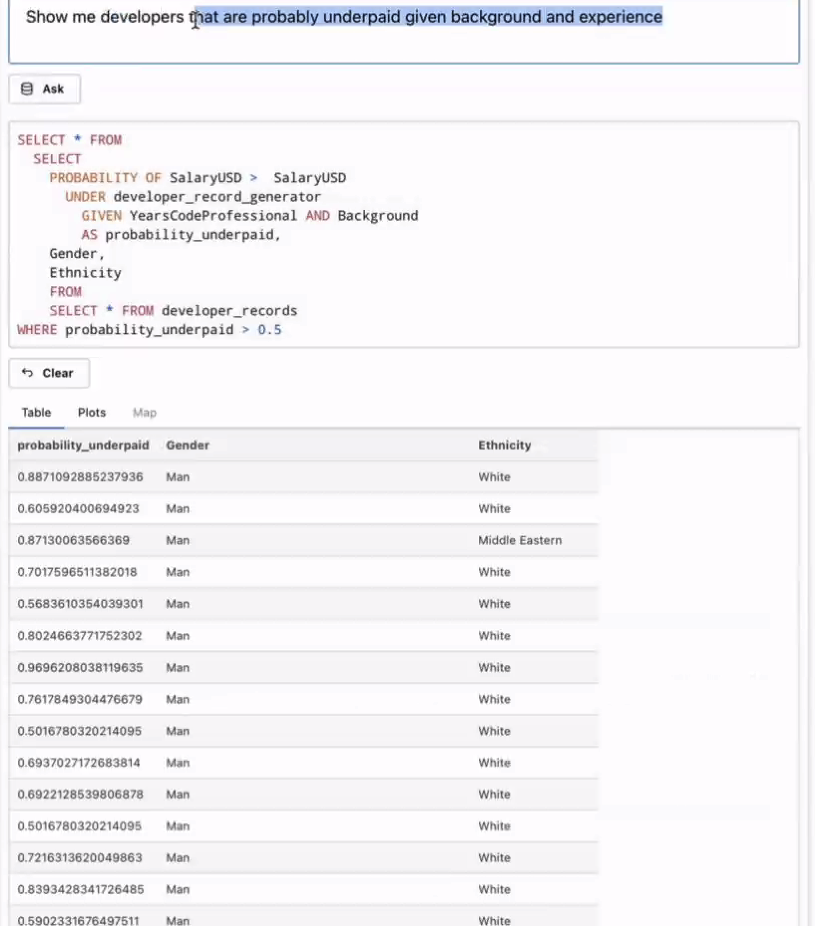 Show me developers that are probably underpaid given background and experience
Ask
SELECT * FROM
SELECT
PROBABILITY OF SalaryUSD > SalaryUSD
UNDER developer_record_generator
GIVEN YearsCodeProfessional AND Background
AS probability_underpaid,
Gender,
Ethnicity
FROM
SELECT * FROM developer_records
WHERE probability_underpaid > 0.5
Clear
Table Plots Map
probability_underpaid Gender Ethnicity
0.8871092885237936 Man White
0.605920400694923 Man White
0.87130063566369 Man Middle Eastern
0.7017596511382018 Man White
0.5683610354039301 Man White
0.8024663771752302 Man White
0.9696208038119635 Man White
0.7617849304476679 Man White
0.5016780320214095 Man White
0.6937027172683814 Man White
0.6922128539806878 Man White
0.5016780320214095 Man White
0.7216313620049863 Man White
0.8393428341726485 Man White
0.5902331676497511 Man White